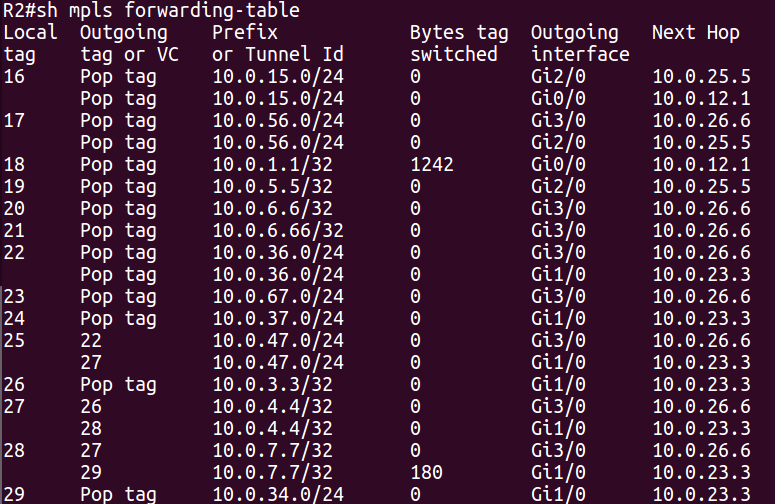 R2#sh mpls forwarding-table
Local  Outgoing    Prefix            Bytes tag  Outgoing   Next Hop
tag    tag or VC   or Tunnel Id      switched   interface
16     Pop tag     10.0.15.0/24      0          Gi2/0      10.0.25.5
       Pop tag     10.0.15.0/24      0          Gi0/0      10.0.12.1
17     Pop tag     10.0.56.0/24      0          Gi3/0      10.0.26.6
       Pop tag     10.0.56.0/24      0          Gi2/0      10.0.25.5
18     Pop tag     10.0.1.1/32       1242       Gi0/0      10.0.12.1
19     Pop tag     10.0.5.5/32       0          Gi2/0      10.0.25.5
20     Pop tag     10.0.6.6/32       0          Gi3/0      10.0.26.6
21     Pop tag     10.0.6.66/32      0          Gi3/0      10.0.26.6
22     Pop tag     10.0.36.0/24      0          Gi3/0      10.0.26.6
       Pop tag     10.0.36.0/24      0          Gi1/0      10.0.23.3
23     Pop tag     10.0.67.0/24      0          Gi3/0      10.0.26.6
24     Pop tag     10.0.37.0/24      0          Gi1/0      10.0.23.3
25     22          10.0.47.0/24      0          Gi3/0      10.0.26.6
       27          10.0.47.0/24      0          Gi1/0      10.0.23.3
26     Pop tag     10.0.3.3/32       0          Gi1/0      10.0.23.3
27     26          10.0.4.4/32       0          Gi3/0      10.0.26.6
       28          10.0.4.4/32       0          Gi1/0      10.0.23.3
28     27          10.0.7.7/32       0          Gi3/0      10.0.26.6
       29          10.0.7.7/32       180        Gi1/0      10.0.23.3
29     Pop tag     10.0.34.0/24      0          Gi1/0      10.0.23.3